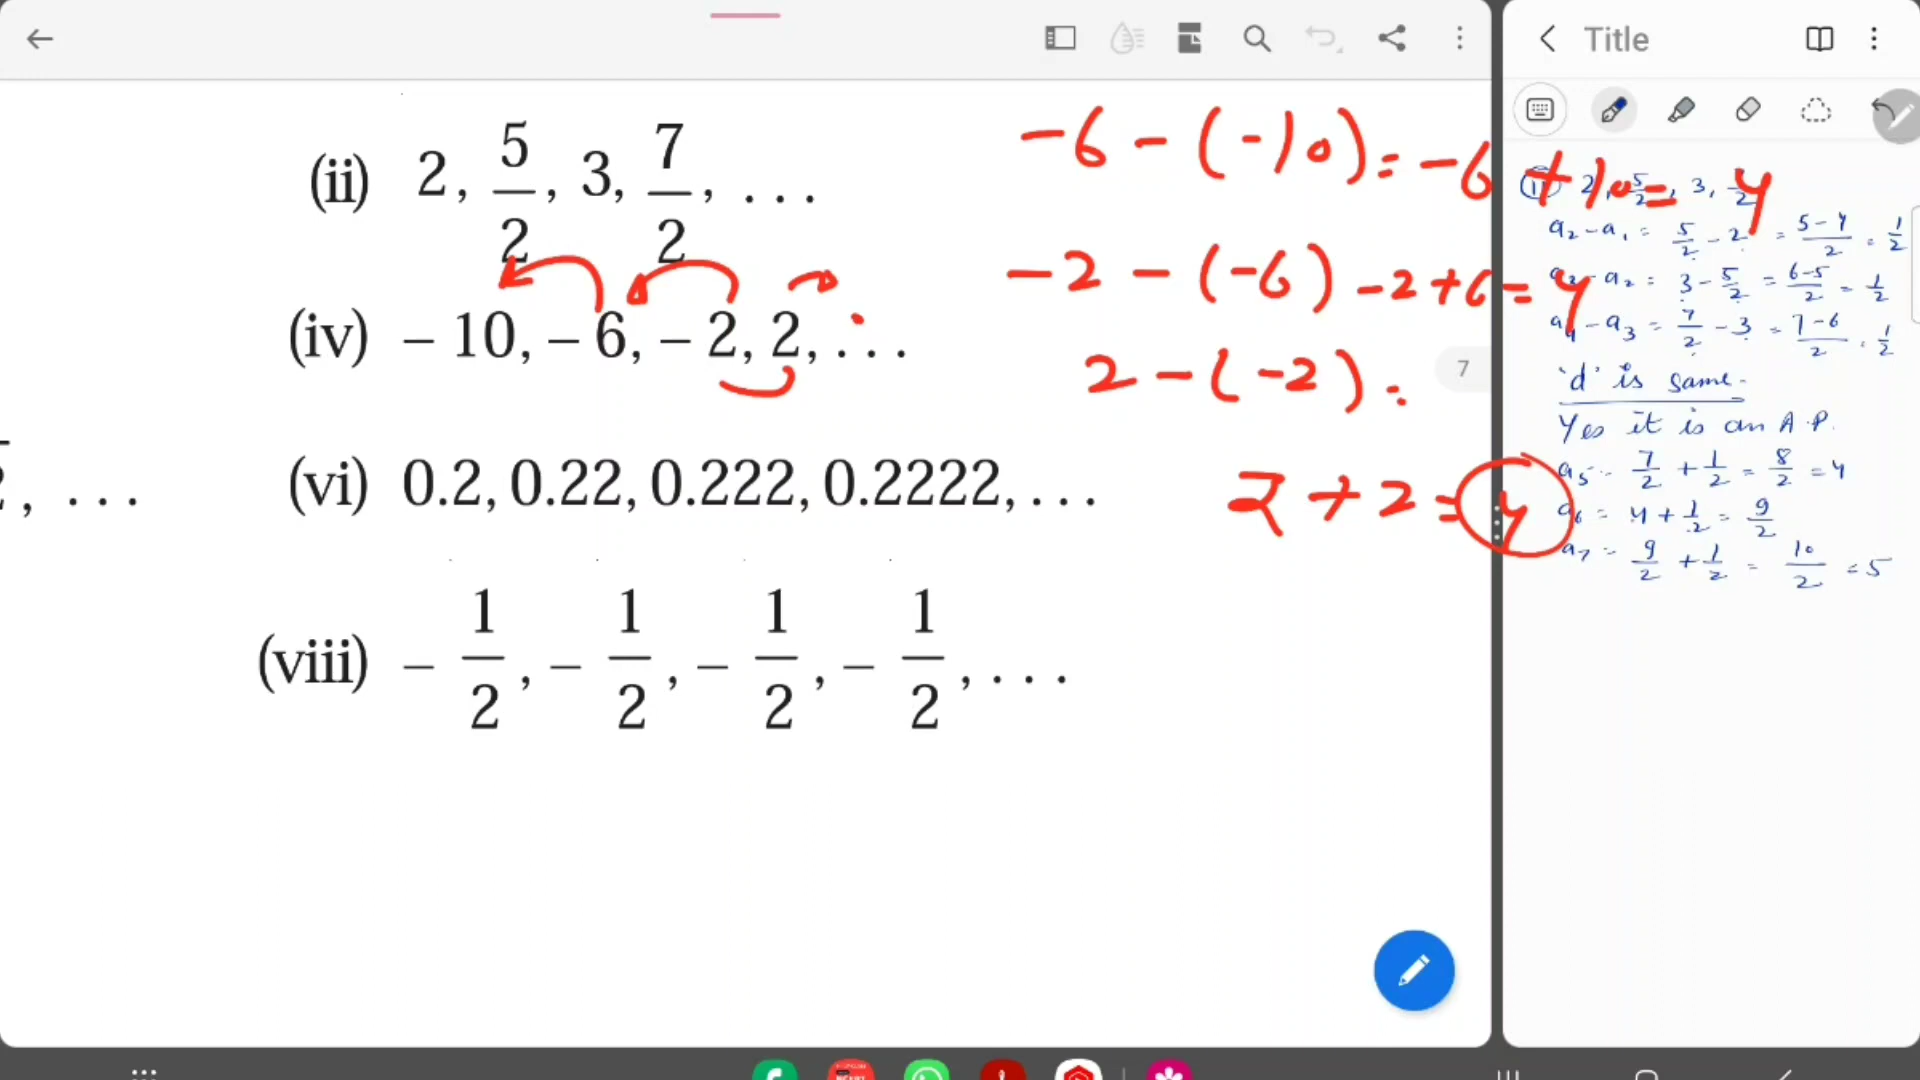 Title
(ii) 2, 5/2, 3, 7/2, . . .
(iv) – 10, – 6, – 2, 2, . . .
(vi) 0.2, 0.22, 0.222, 0.2222, . . .
(viii) – 1/2, – 1/2, – 1/2, – 1/2, . . .
, . . .
-6 - (-10) = -6 + 10 = 4
-2 - (-6) -2+6 = 4
2 - (-2) =
2 + 2 = 4
7
2, 5/2, 3,
a2 - a1 = 5/2 - 2 = 5-4/2 = 1/2
a2 = 3 - 5/2 = 6-5/2 = 1/2
- a3 = 7/2 - 3 = 7-6/2 = 1/2
'd' is same.
Yes it is an A.P.
a5 = 7/2 + 1/2 = 8/2 = 4
a6 = 4 + 1/2 = 9/2
a7 = 9/2 + 1/2 = 10/2 = 5